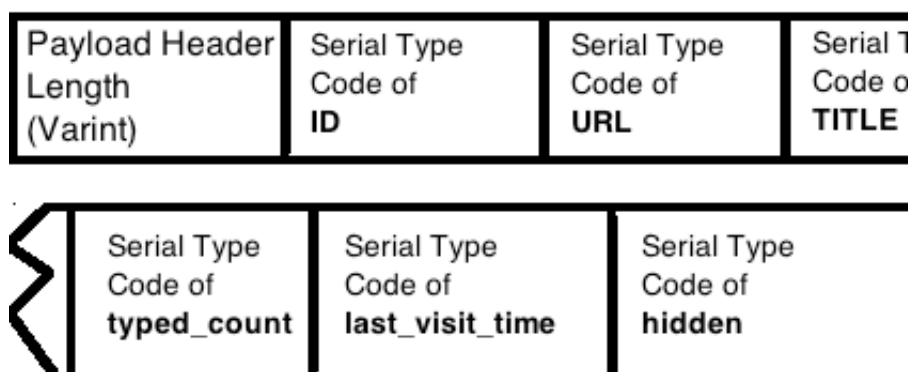 Payload Header
Length
(Varint)
Serial Type
Code of
ID
Serial Type
Code of
URL
Serial
Code
TITLE
Serial Type
Code of
typed_count
Serial Type
Code of
last_visit_time
Serial Type
Code of
hidden